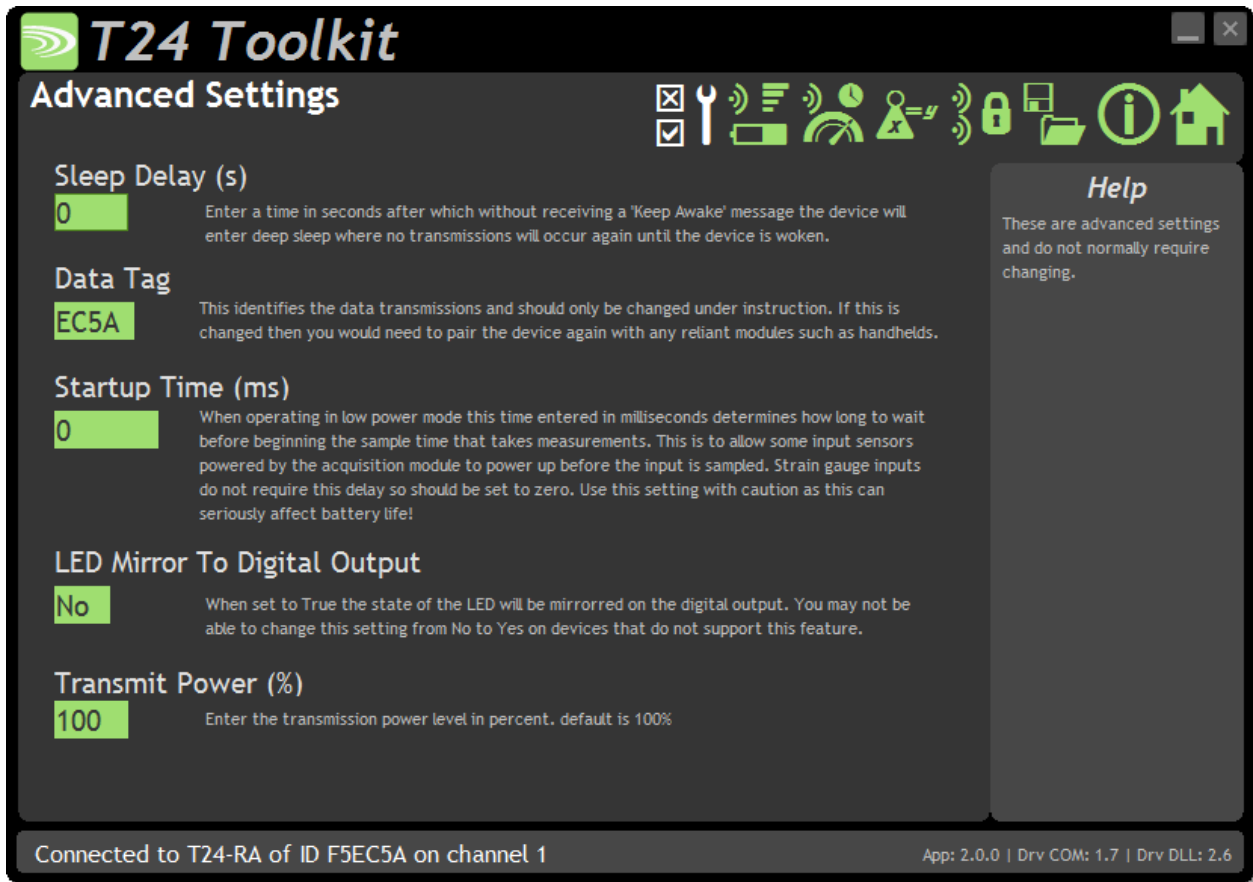 T24 Toolkit
Advanced Settings
x=y
Sleep Delay (s)
0
Enter a time in seconds after which without receiving a 'Keep Awake' message the device will
enter deep sleep where no transmissions will occur again until the device is woken.
Data Tag
EC5A
This identifies the data transmissions and should only be changed under instruction. If this is
changed then you would need to pair the device again with any reliant modules such as handhelds.
Startup Time (ms)
0
When operating in low power mode this time entered in milliseconds determines how long to wait
before beginning the sample time that takes measurements. This is to allow some input sensors
powered by the acquisition module to power up before the input is sampled. Strain gauge inputs
do not require this delay so should be set to zero. Use this setting with caution as this can
seriously affect battery life!
LED Mirror To Digital Output
No
When set to True the state of the LED will be mirrorred on the digital output. You may not be
able to change this setting from No to Yes on devices that do not support this feature.
Transmit Power (%)
100
Enter the transmission power level in percent. default is 100%
Help
These are advanced settings
and do not normally require
changing.
Connected to T24-RA of ID F5EC5A on channel 1
App: 2.0.0 | Drv COM: 1.7 | Drv DLL: 2.6